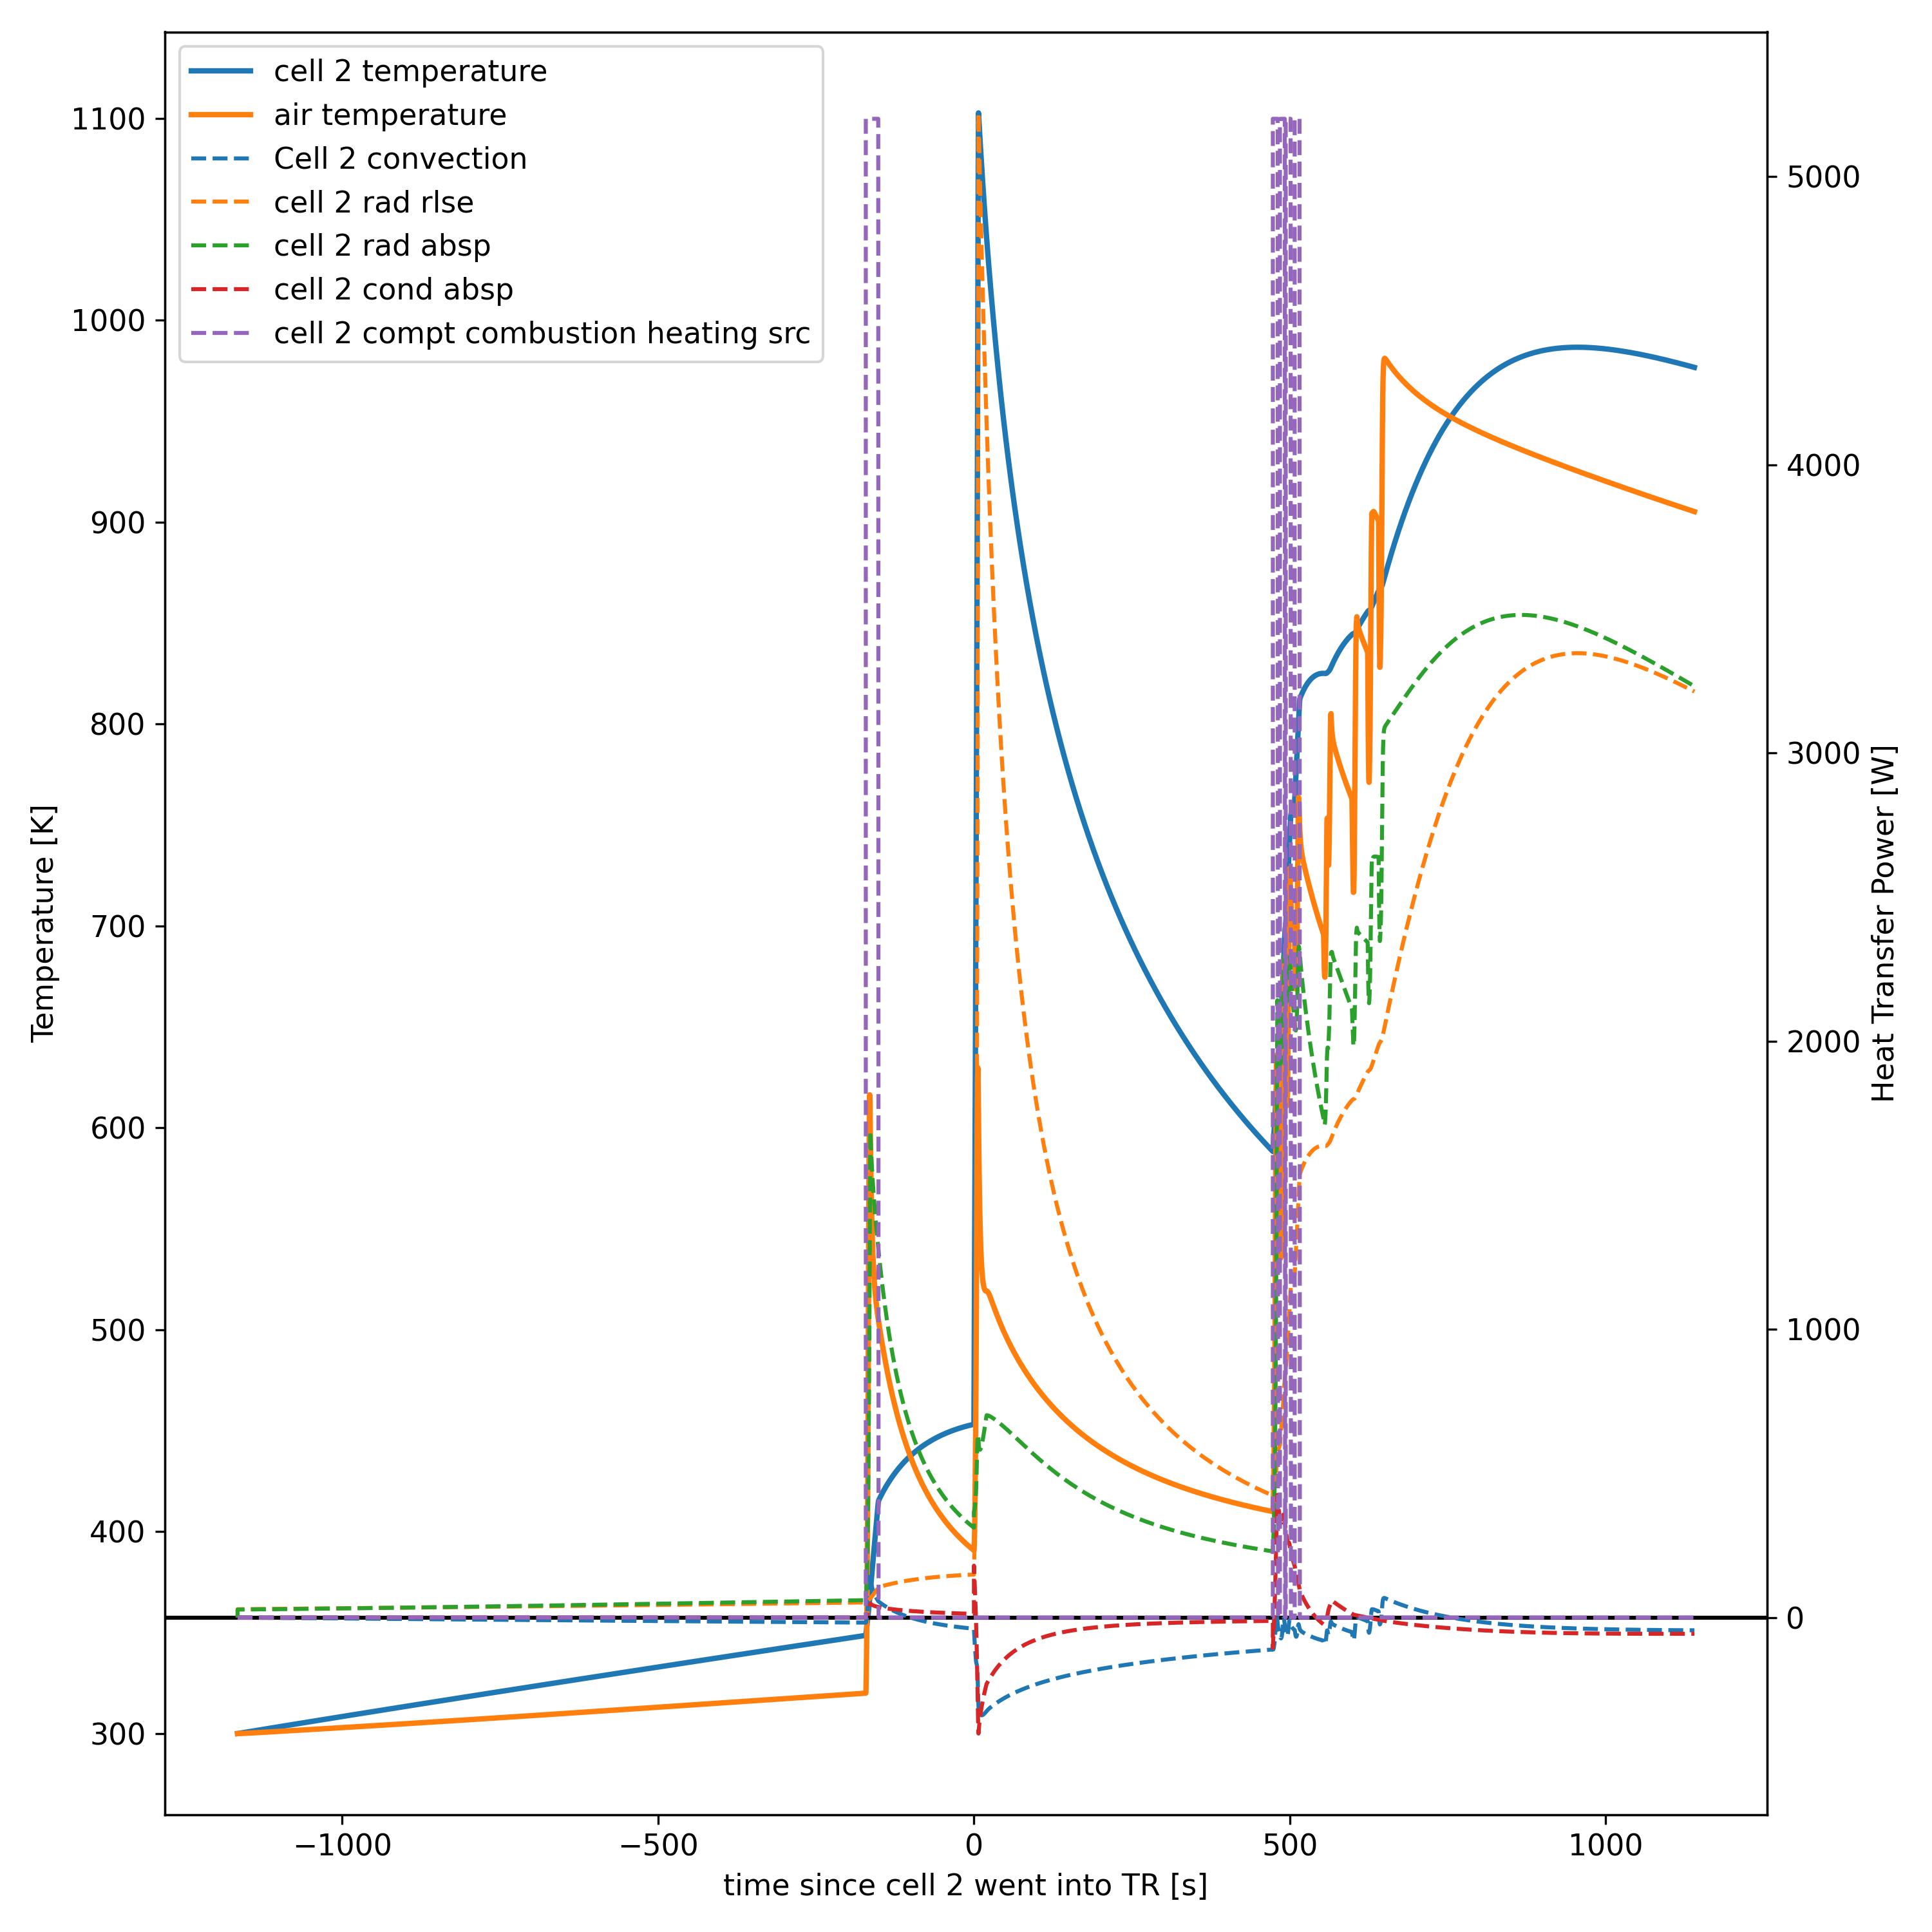 cell 2 temperature
air temperature
Cell 2 convection
cell 2 rad rlse
cell 2 rad absp
cell 2 cond absp
cell 2 compt combustion heating src
1100
1000
900
800
700
600
500
400
300
Temperature [K]
5000
4000
3000
2000
1000
0
Heat Transfer Power [W]
−1000
−500
0
500
1000
time since cell 2 went into TR [s]